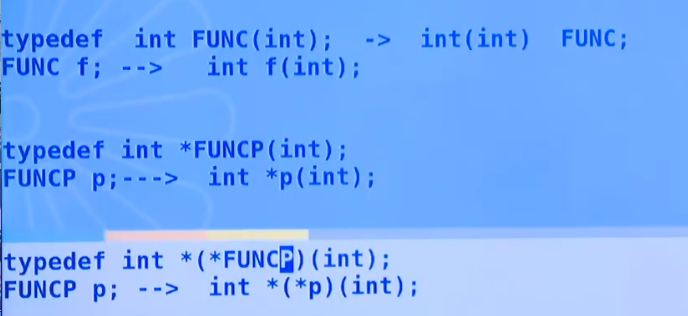 typedef  int FUNC(int);  ->  int(int)  FUNC;
FUNC f; -->   int f(int);
typedef int *FUNCP(int);
FUNCP p;--->  int *p(int);
typedef int *(*FUNCP)(int);
FUNCP p; -->  int *(*p)(int);